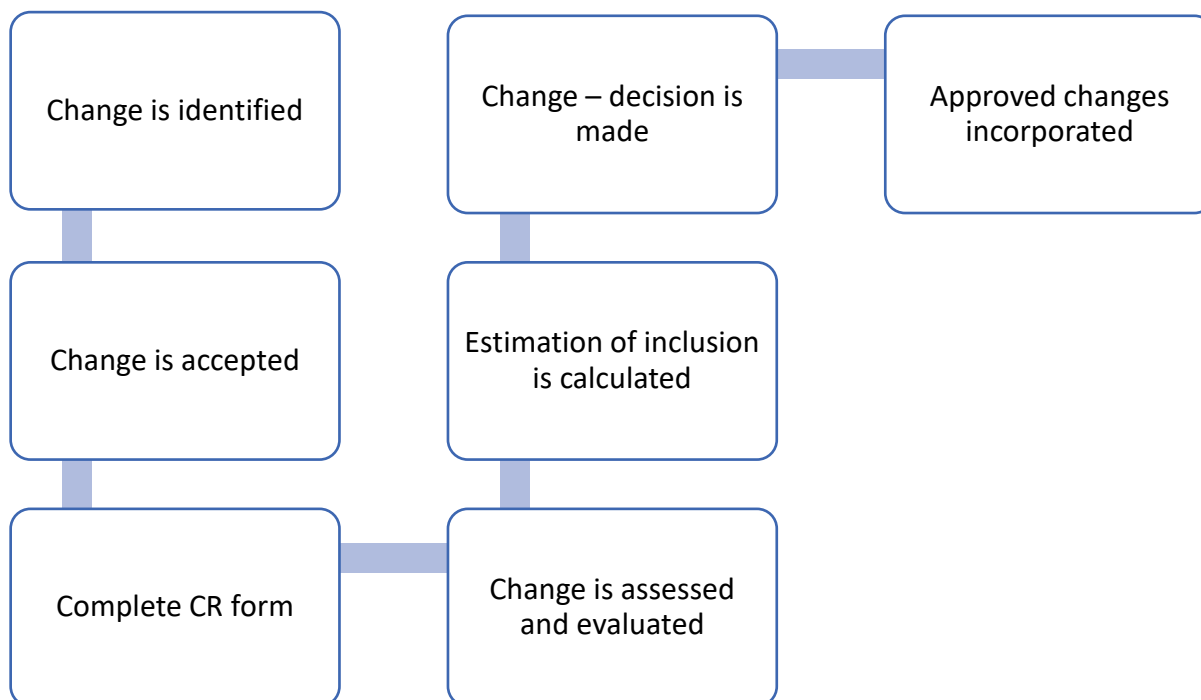 Change is identified
Change is accepted
Complete CR form
Change is assessed
and evaluated
Estimation of inclusion
is calculated
Change – decision is
made
Approved changes
incorporated